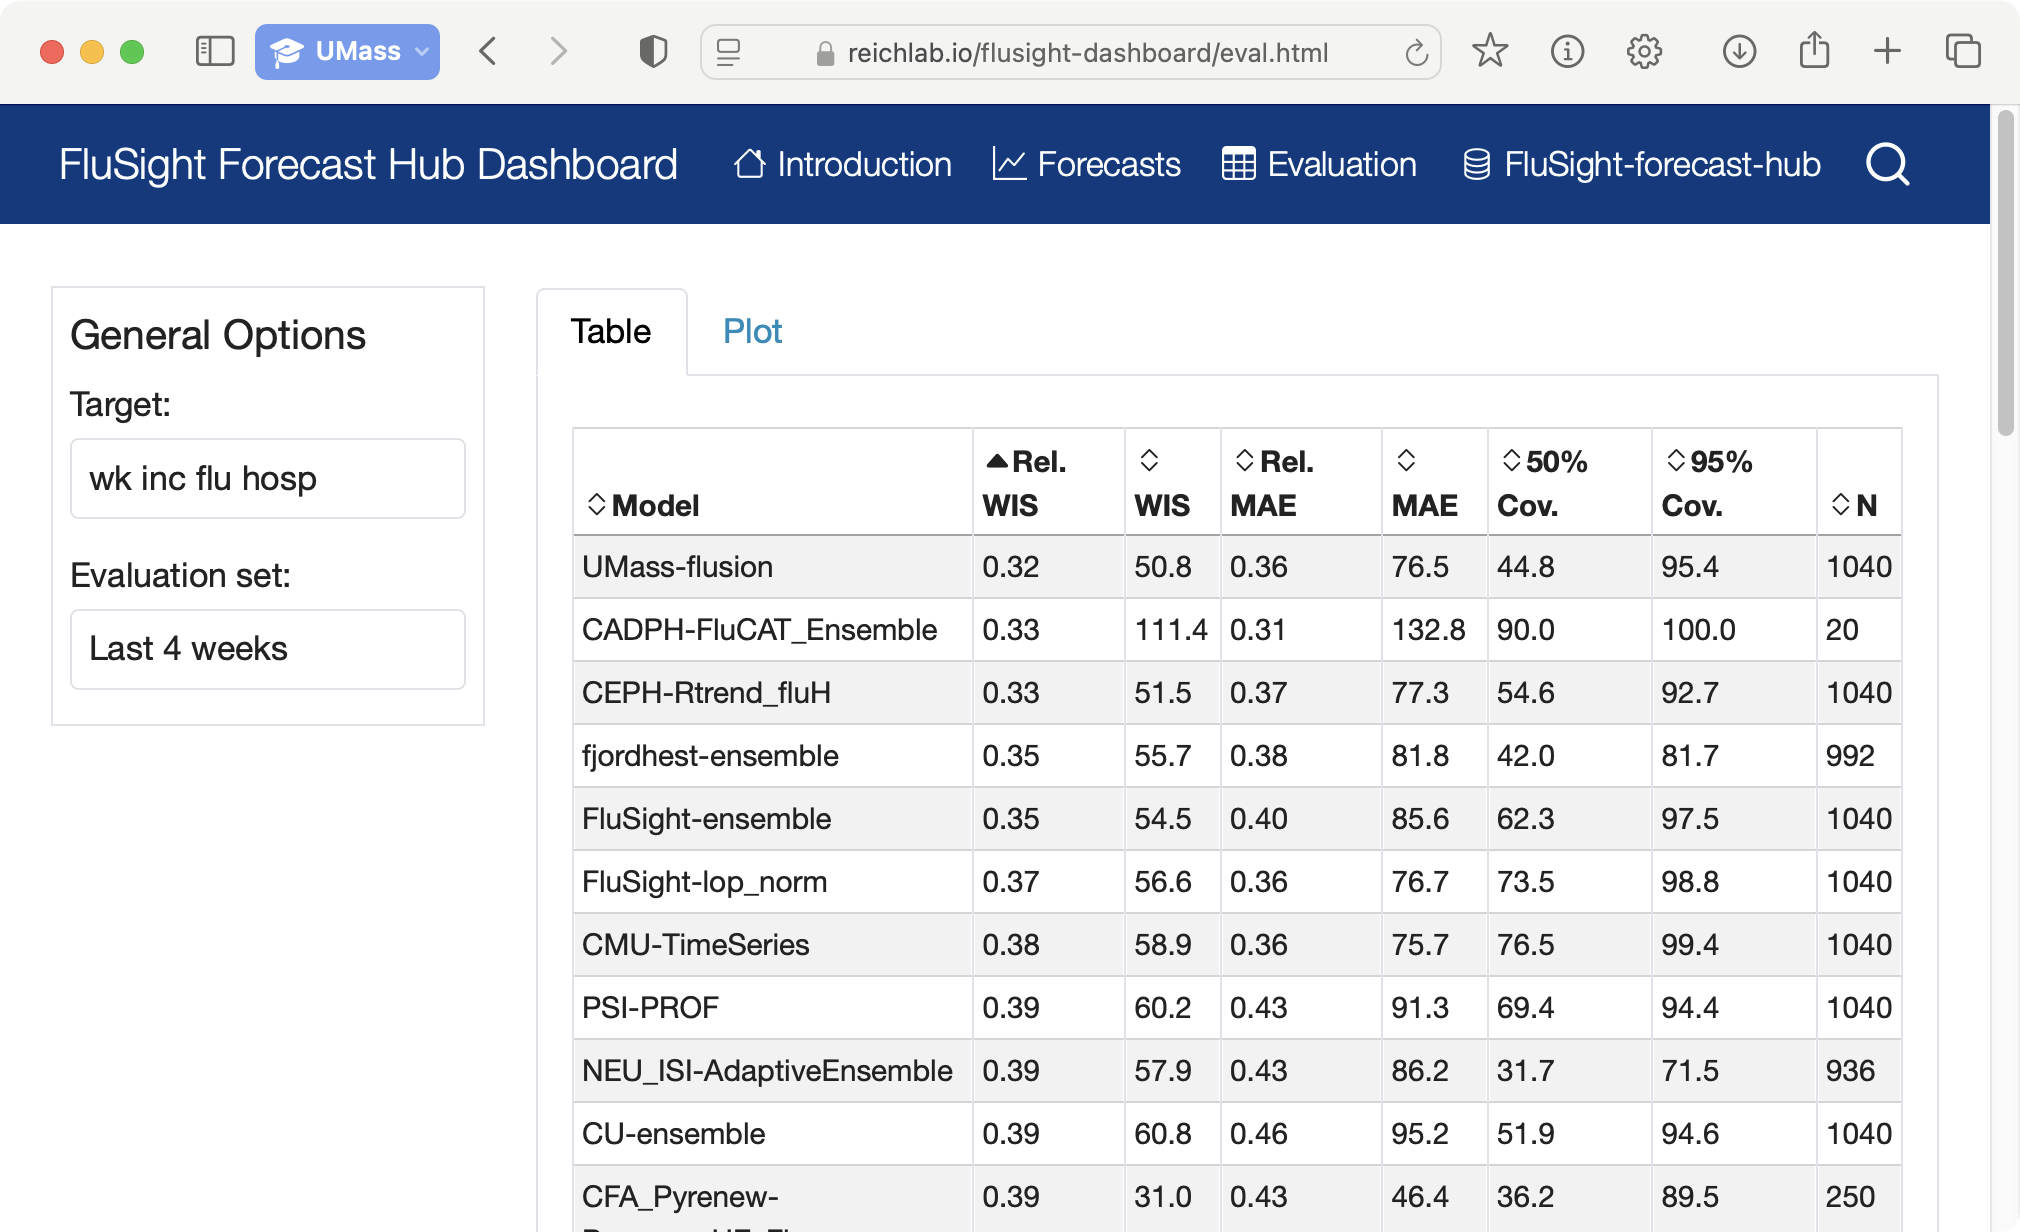 UMass
reichlab.io/flusight-dashboard/eval.html
FluSight Forecast Hub Dashboard Introduction Forecasts Evaluation FluSight-forecast-hub
General Options
Target:
wk inc flu hosp
Evaluation set:
Last 4 weeks
Table Plot
Model Rel. WIS WIS Rel. MAE MAE 50% Cov. 95% Cov. N
UMass-flusion 0.32 50.8 0.36 76.5 44.8 95.4 1040
CADPH-FluCAT_Ensemble 0.33 111.4 0.31 132.8 90.0 100.0 20
CEPH-Rtrend_fluH 0.33 51.5 0.37 77.3 54.6 92.7 1040
fjordhest-ensemble 0.35 55.7 0.38 81.8 42.0 81.7 992
FluSight-ensemble 0.35 54.5 0.40 85.6 62.3 97.5 1040
FluSight-lop_norm 0.37 56.6 0.36 76.7 73.5 98.8 1040
CMU-TimeSeries 0.38 58.9 0.36 75.7 76.5 99.4 1040
PSI-PROF 0.39 60.2 0.43 91.3 69.4 94.4 1040
NEU_ISI-AdaptiveEnsemble 0.39 57.9 0.43 86.2 31.7 71.5 936
CU-ensemble 0.39 60.8 0.46 95.2 51.9 94.6 1040
CFA_Pyrenew- 0.39 31.0 0.43 46.4 36.2 89.5 250